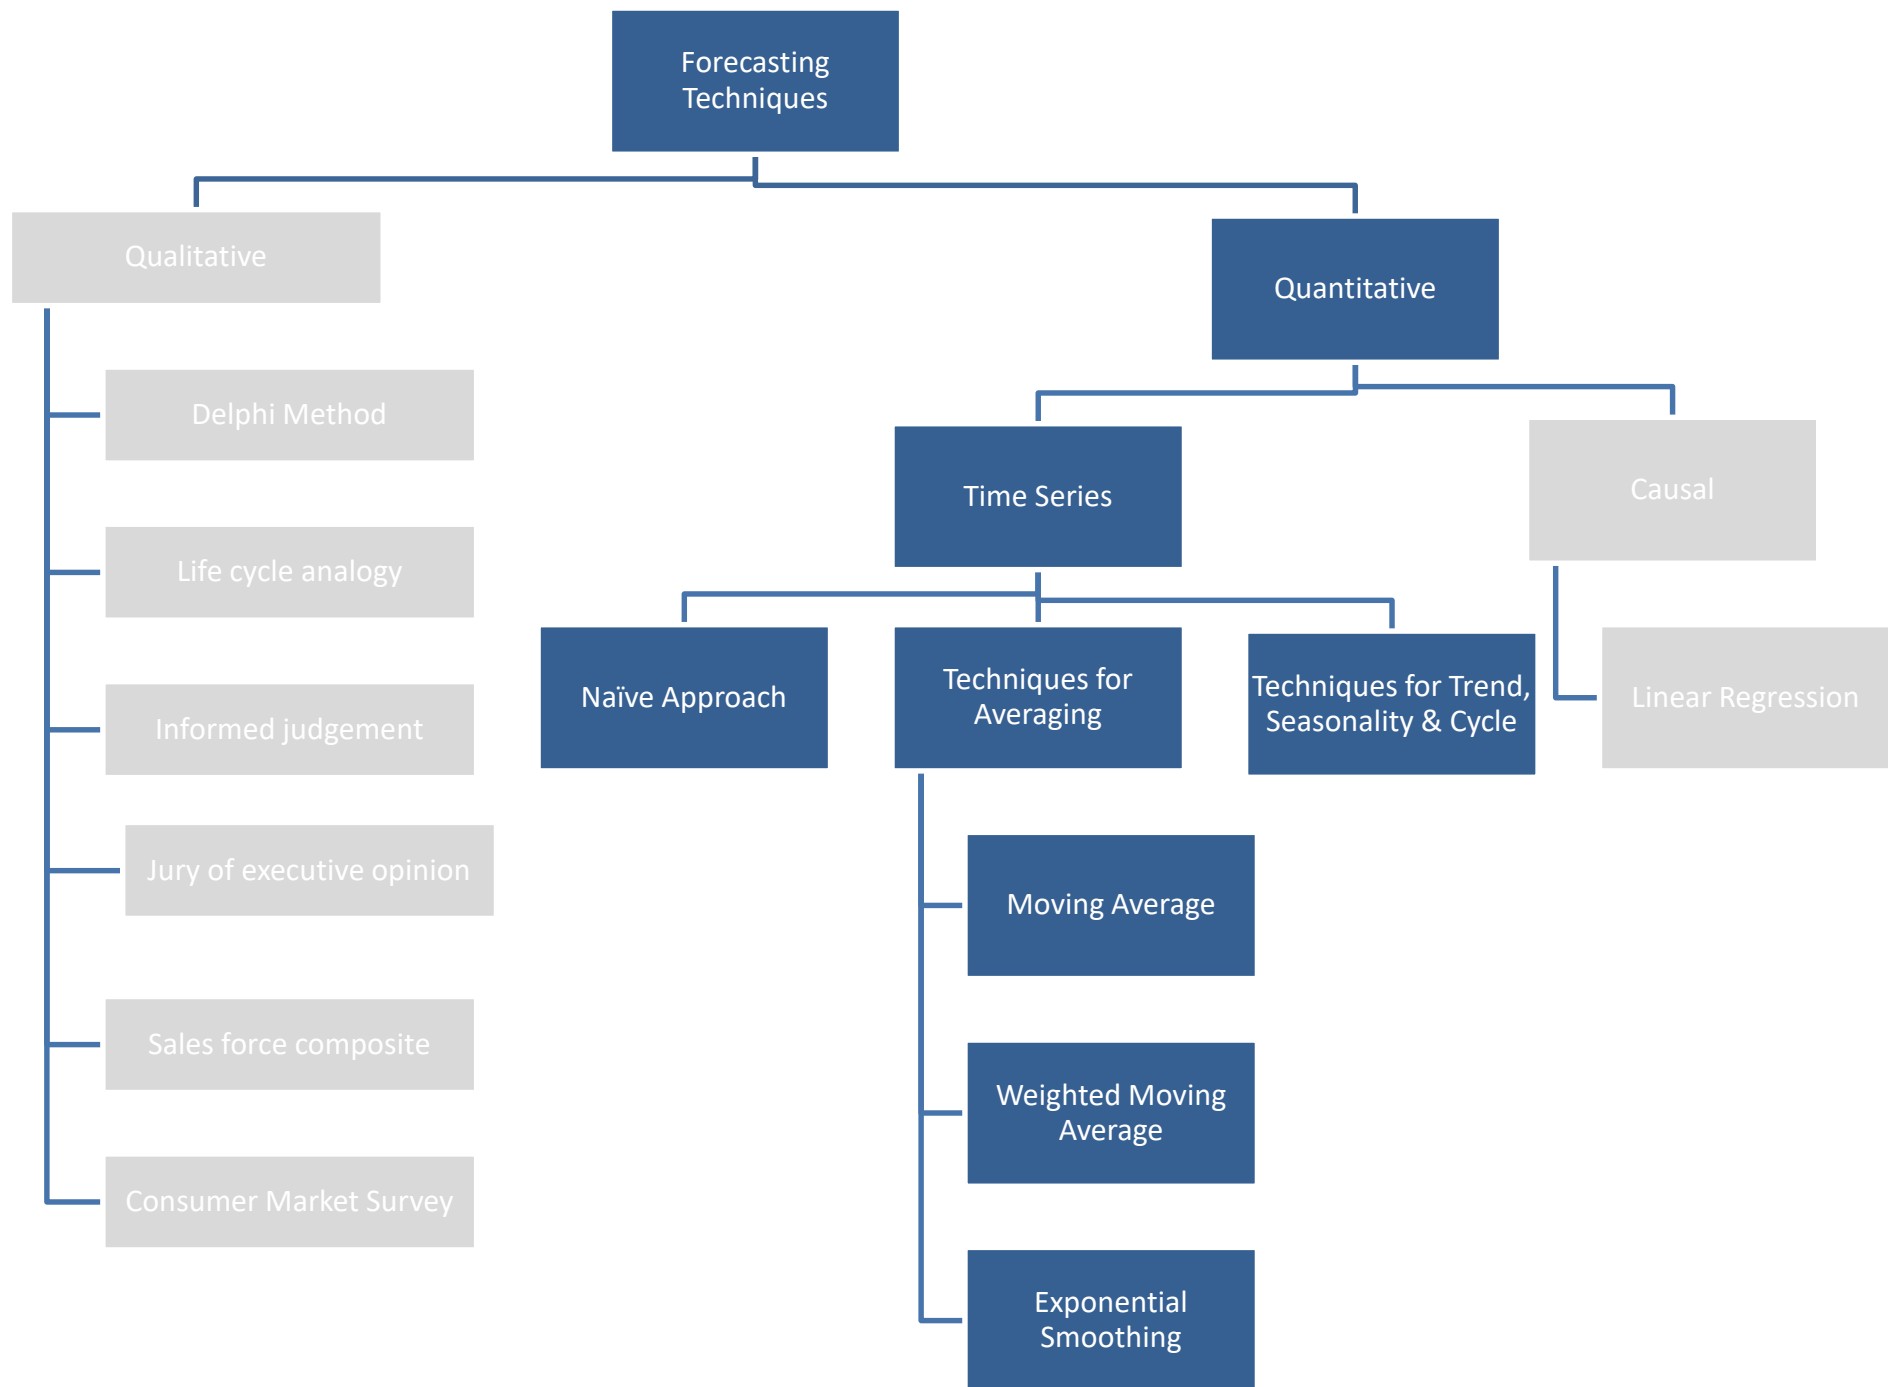 Forecasting
Techniques
Qualitative
Quantitative
Delphi Method
Time Series
Causal
Life cycle analogy
Naïve Approach
Techniques for
Averaging
Techniques for Trend,
Seasonality & Cycle
Linear Regression
Informed judgement
Jury of executive opinion
Moving Average
Sales force composite
Weighted Moving
Average
Consumer Market Survey
Exponential
Smoothing